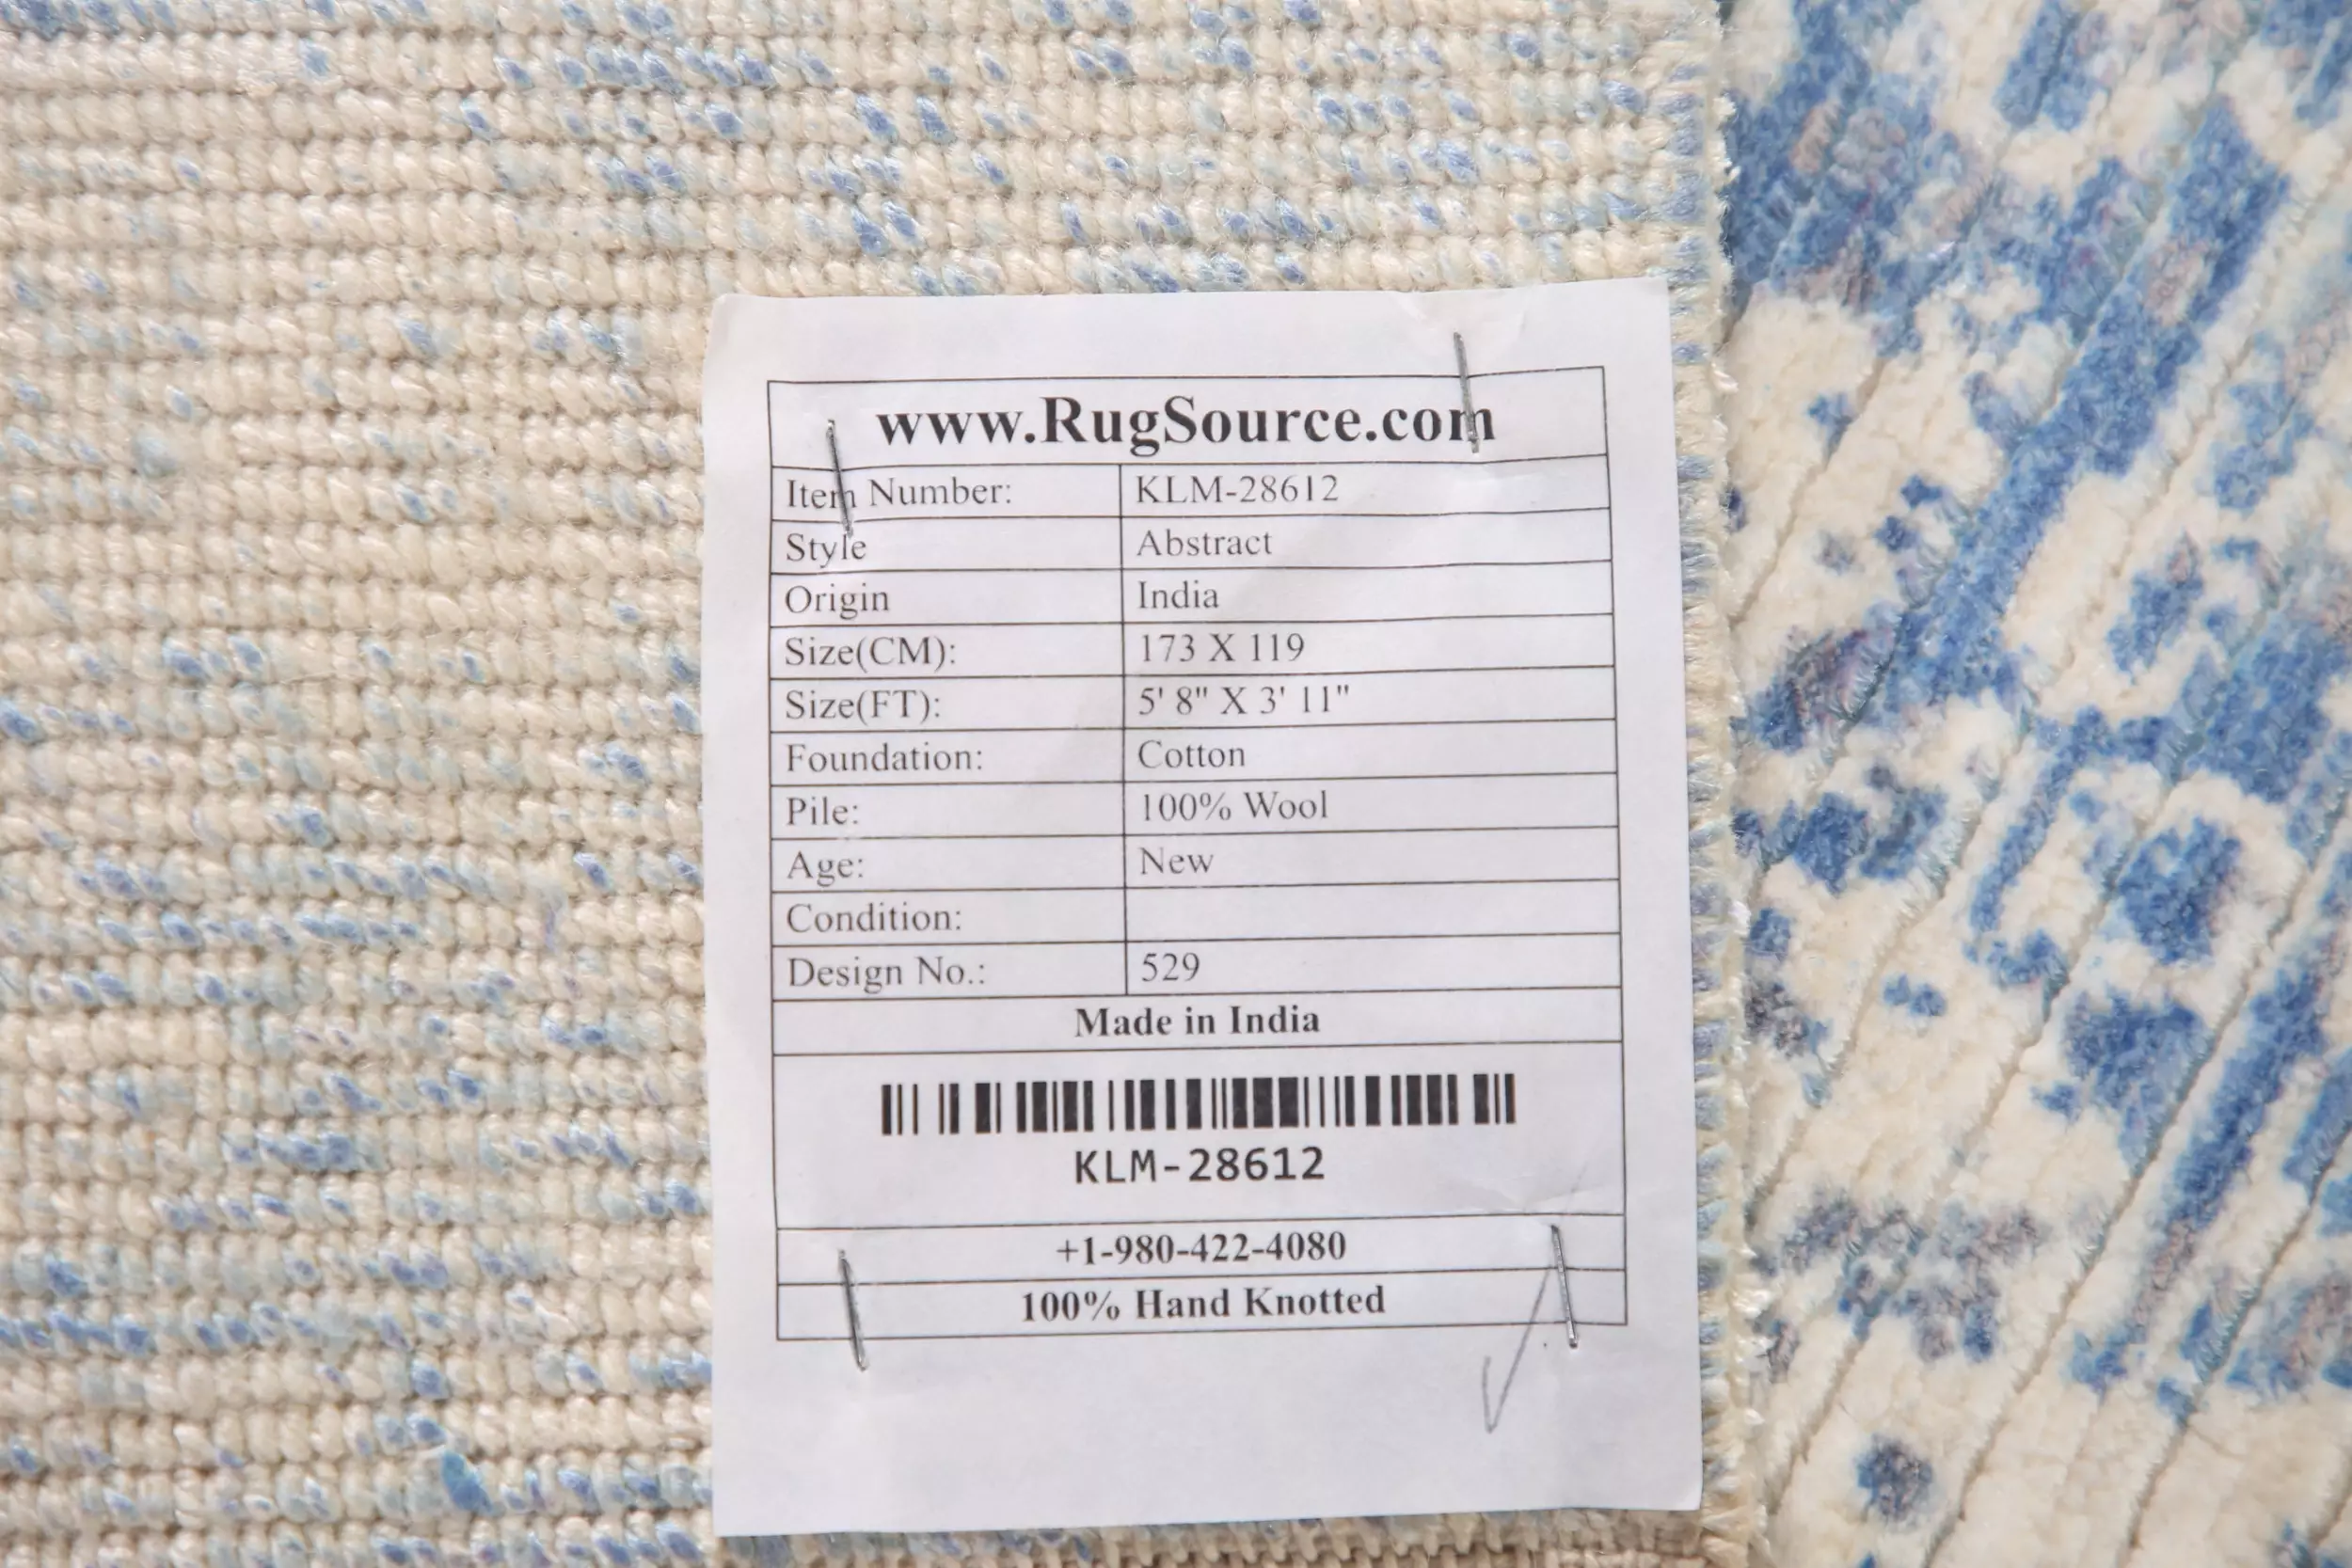 www.RugSource.com
Item Number: KLM-28612
Style Abstract
Origin India
Size(CM): 173 X 119
Size(FT): 5' 8" X 3' 11"
Foundation: Cotton
Pile: 100% Wool
Age: New
Condition:
Design No.: 529
Made in India
KLM-28612
+1-980-422-4080
100% Hand Knotted